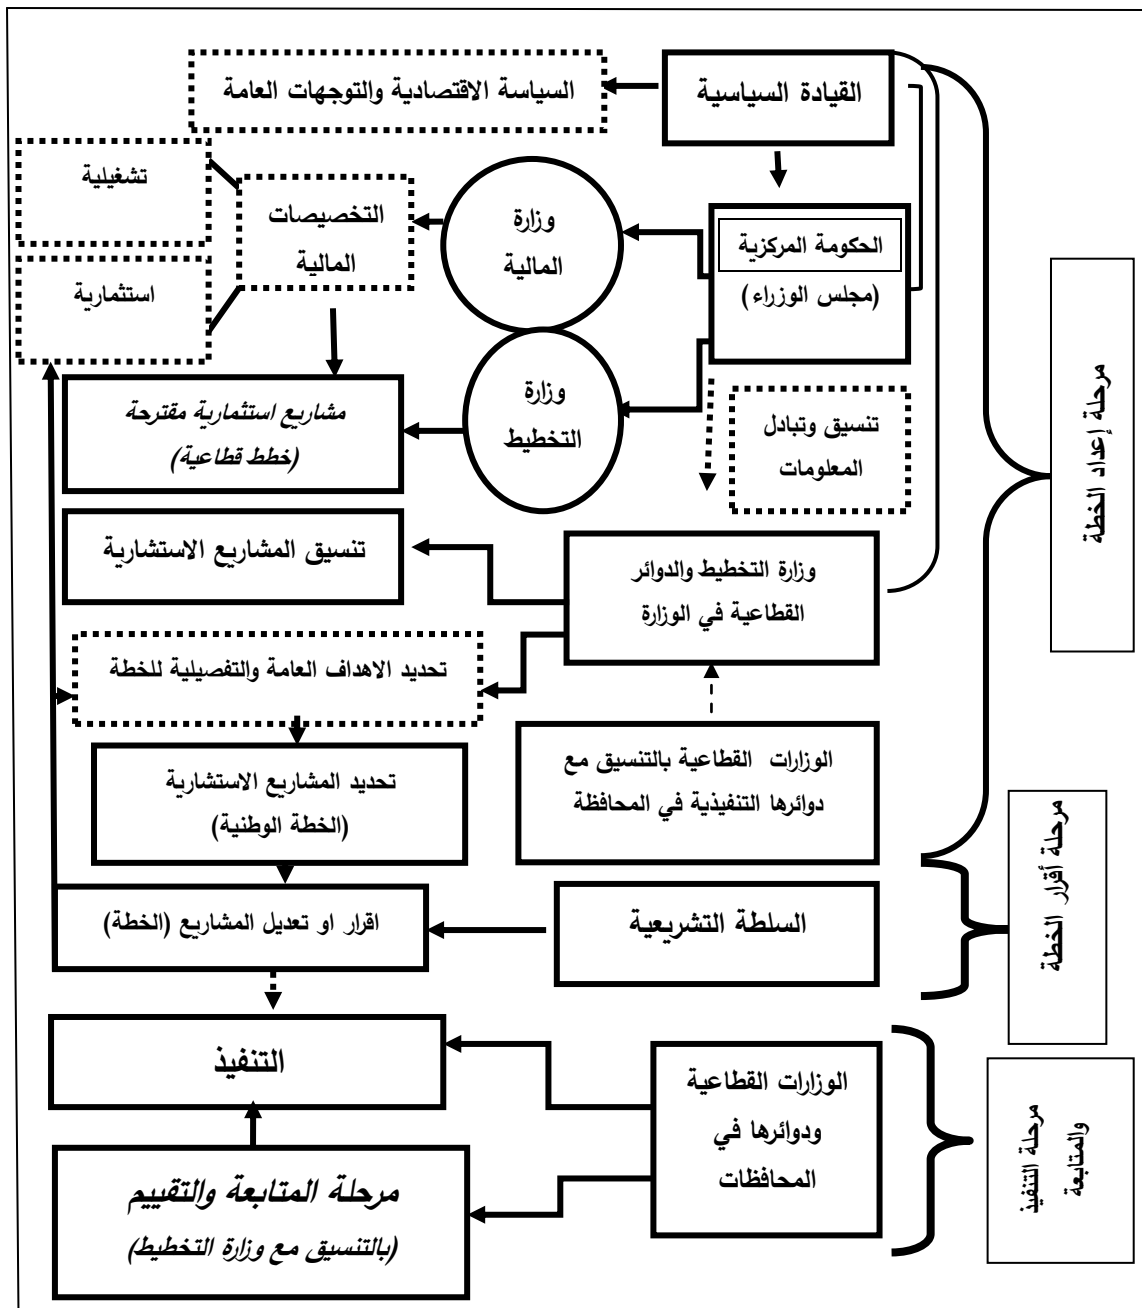 القيادة السياسية
السياسة الاقتصادية والتوجهات العامة
تشغيلية
التخصيصات
المالية
استثمارية
وزارة
المالية
الحكومة المركزية
(مجلس الوزراء)
وزارة
التخطيط
مشاريع استثمارية مقترحة
(خطط قطاعية)
تنسيق وتبادل
المعلومات
مرحلة إعداد الخطة
وزارة التخطيط والدوائر
القطاعية في الوزارة
تنسيق المشاريع الاستشارية
تحديد الاهداف العامة والتفصيلية للخطة
الوزارات القطاعية بالتنسيق مع
دوائرها التنفيذية في المحافظة
تحديد المشاريع الاستشارية
(الخطة الوطنية)
مرحلة أقرار الخطة
السلطة التشريعية
اقرار او تعديل المشاريع (الخطة)
التنفيذ
الوزارات القطاعية
ودوائرها في
المحافظات
مرحلة التنفيذ
والمتابعة
مرحلة المتابعة والتقييم
(بالتنسيق مع وزارة التخطيط)